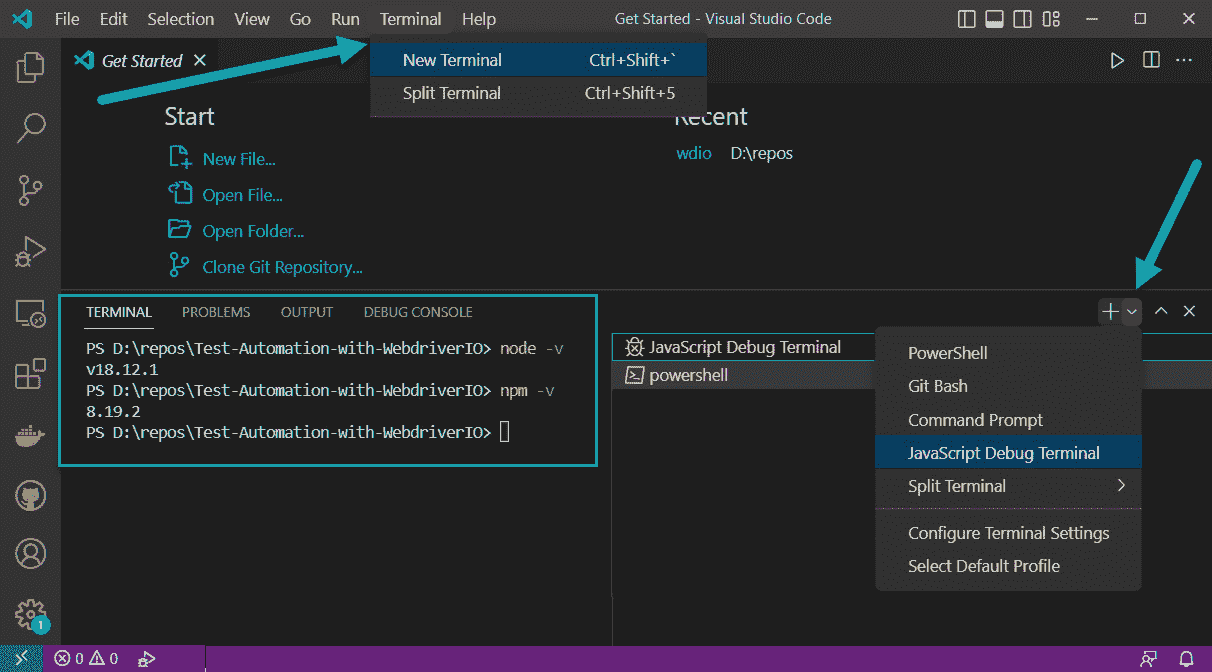 File Edit Selection View Go Run Terminal Help
Get Started - Visual Studio Code
Get Started
New Terminal Ctrl+Shift+`
Split Terminal Ctrl+Shift+5
Start
New File...
Open File...
Open Folder...
Clone Git Repository...
Recent
wdio D:\repos
TERMINAL PROBLEMS OUTPUT DEBUG CONSOLE
PS D:\repos\Test-Automation-with-WebdriverIO> node -v
v18.12.1
PS D:\repos\Test-Automation-with-WebdriverIO> npm -v
8.19.2
PS D:\repos\Test-Automation-with-WebdriverIO>
JavaScript Debug Terminal
powershell
PowerShell
Git Bash
Command Prompt
JavaScript Debug Terminal
Split Terminal
Configure Terminal Settings
Select Default Profile
1
0 0